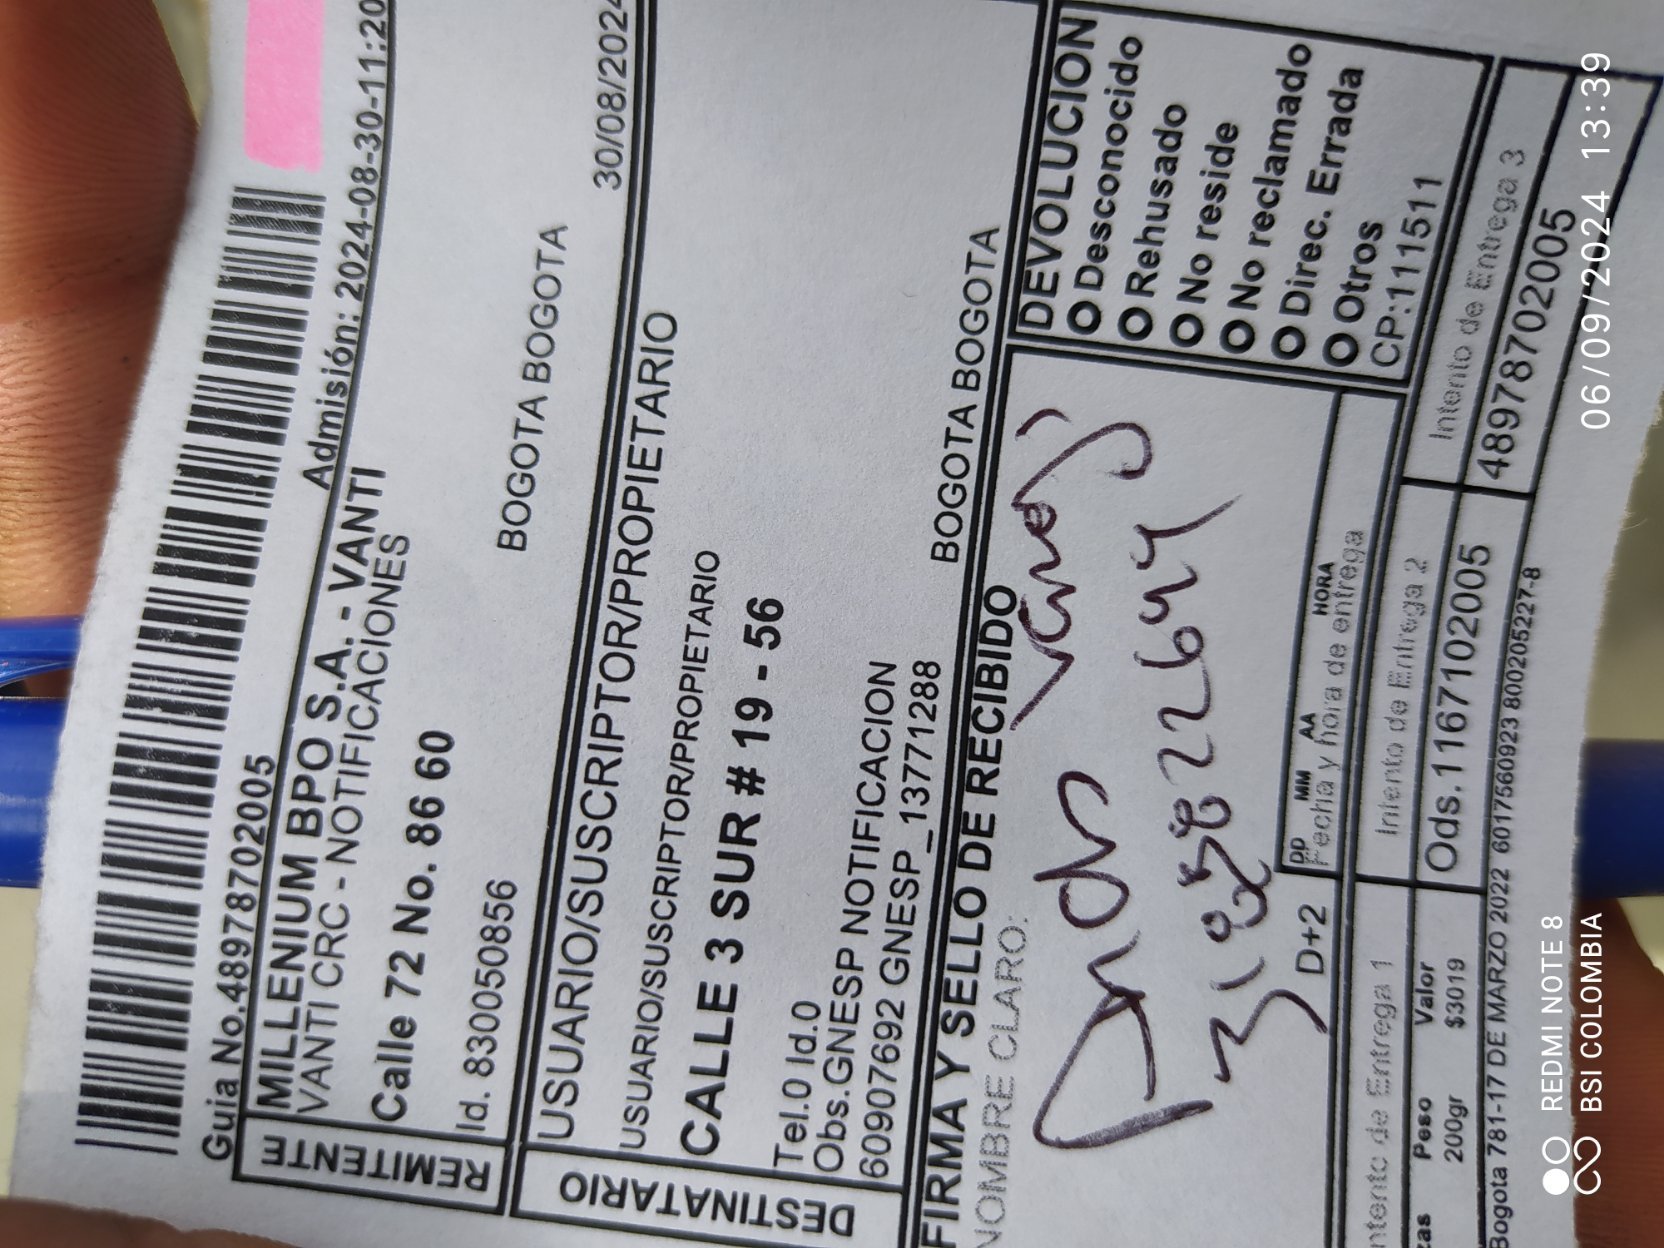 Guia No.4897870​2005
Admisión: 2024-08-30-11:20
REMITENTE
MILLENIUM BPO S.A. - VANTI
VANTI CRC - NOTIFICACIONES
Calle 72 No. 86 60
BOGOTA BOGOTA
Id. 830050856
30/08/2024
DESTINATARIO
USUARIO/SUSCRIPTOR/PROPIETARIO
USUARIO/SUSCRIPTOR/PROPIETARIO
CALLE 3 SUR # 19 - 56
Tel.0 Id.0
Obs.GNESP NOTIFICACION
60907692 GNESP_13771288
BOGOTA BOGOTA
FIRMA Y SELLO DE RECIBIDO
NOMBRE CLARO:
D+2
DD MM AA HORA
Fecha y hora de entrega
DEVOLUCION
Desconocido
Rehusado
No reside
No reclamado
Direc. Errada
Otros
CP:111511
ntento de Entrega 1
Intento de Entrega 2
Intento de Entrega 3
zas Peso Valor
200gr $3019
Ods.1167102005
48978702005
Bogota 781-17 DE MARZO 2022 6017560923 800205227-8
REDMI NOTE 8
BSI COLOMBIA
06/09/2024 13:39